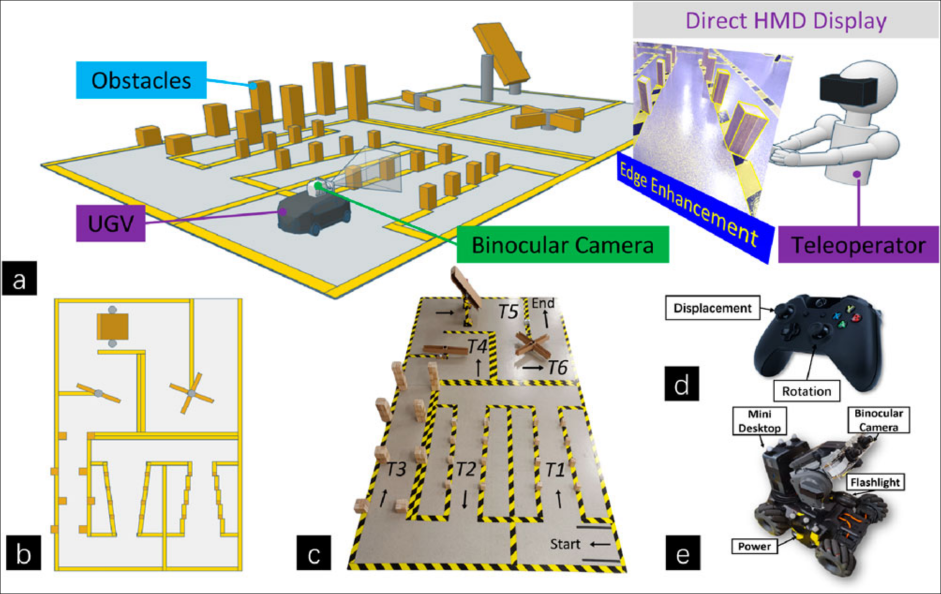 Direct HMD Display
Obstacles
Edge Enhancement
UGV
Binocular Camera
Teleoperator
a
b
c
T5
End
T4
T6
T3
T2
T1
Start
d
Displacement
Y
X
B
A
Rotation
e
Mini
Desktop
Binocular
Camera
Flashlight
Power